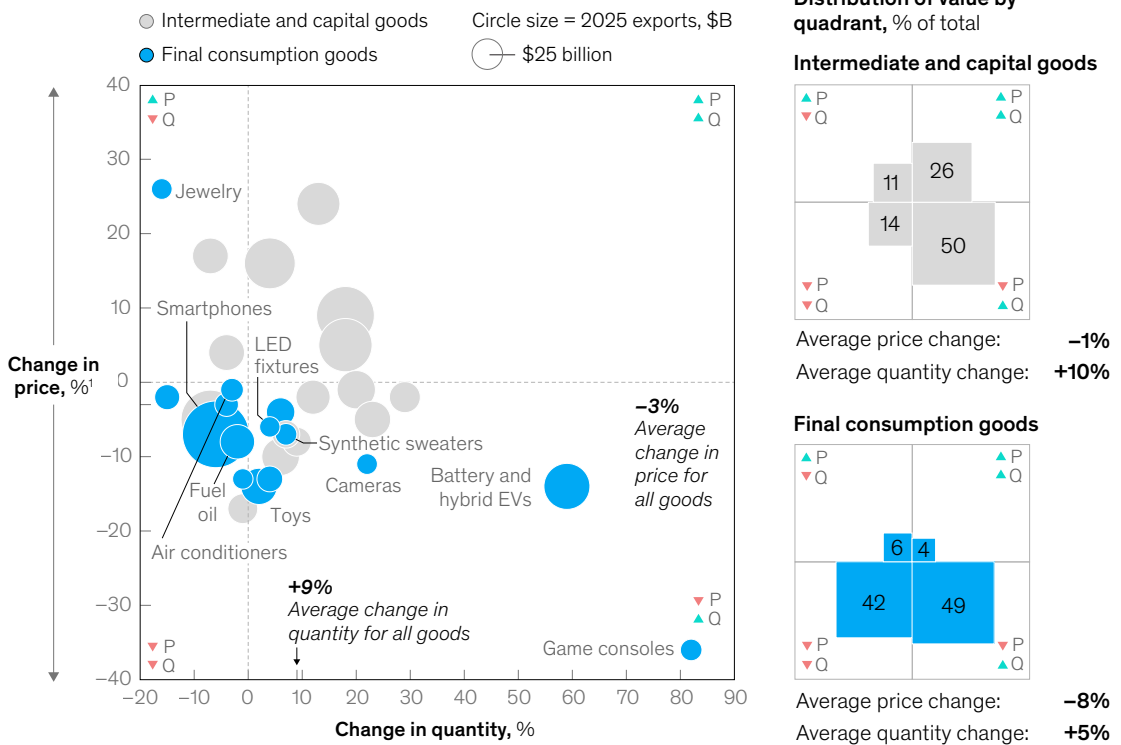 Intermediate and capital goods
Final consumption goods
Circle size = 2025 exports, $B
$25 billion
40
30
20
10
0
–10
–20
–30
–40
Change in
price, %¹
–20
–10
0
10
20
30
40
50
60
70
80
90
Change in quantity, %
▲ P
▼ Q
▲ P
▲ Q
Jewelry
Smartphones
LED
fixtures
Synthetic sweaters
Cameras
Battery and
hybrid EVs
–3%
Average
change in
price for
all goods
Fuel
oil
Toys
Air conditioners
+9%
Average change in
quantity for all goods
Game consoles
▼ P
▼ Q
▼ P
▲ Q
Distribution of value by
quadrant, % of total
Intermediate and capital goods
▲ P
▼ Q
▲ P
▲ Q
11
26
14
50
▼ P
▼ Q
▼ P
▲ Q
Average price change: –1%
Average quantity change: +10%
Final consumption goods
▲ P
▼ Q
▲ P
▲ Q
6
4
42
49
▼ P
▼ Q
▼ P
▲ Q
Average price change: –8%
Average quantity change: +5%